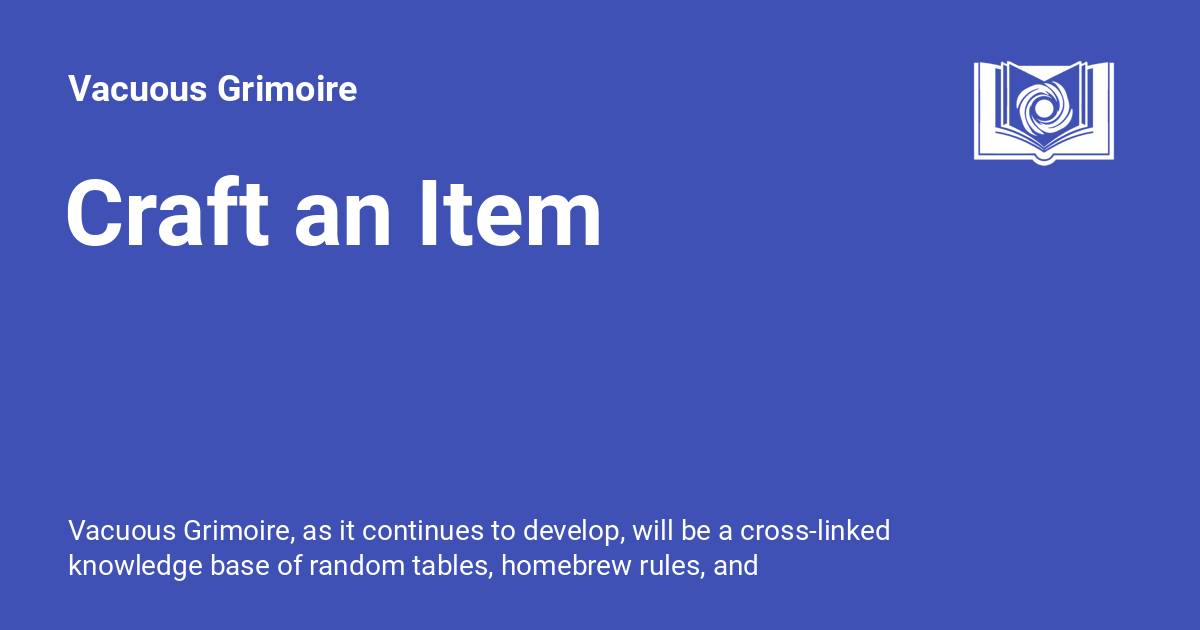 Vacuous Grimoire
Craft an Item
Vacuous Grimoire, as it continues to develop, will be a cross-linked
knowledge base of random tables, homebrew rules, and